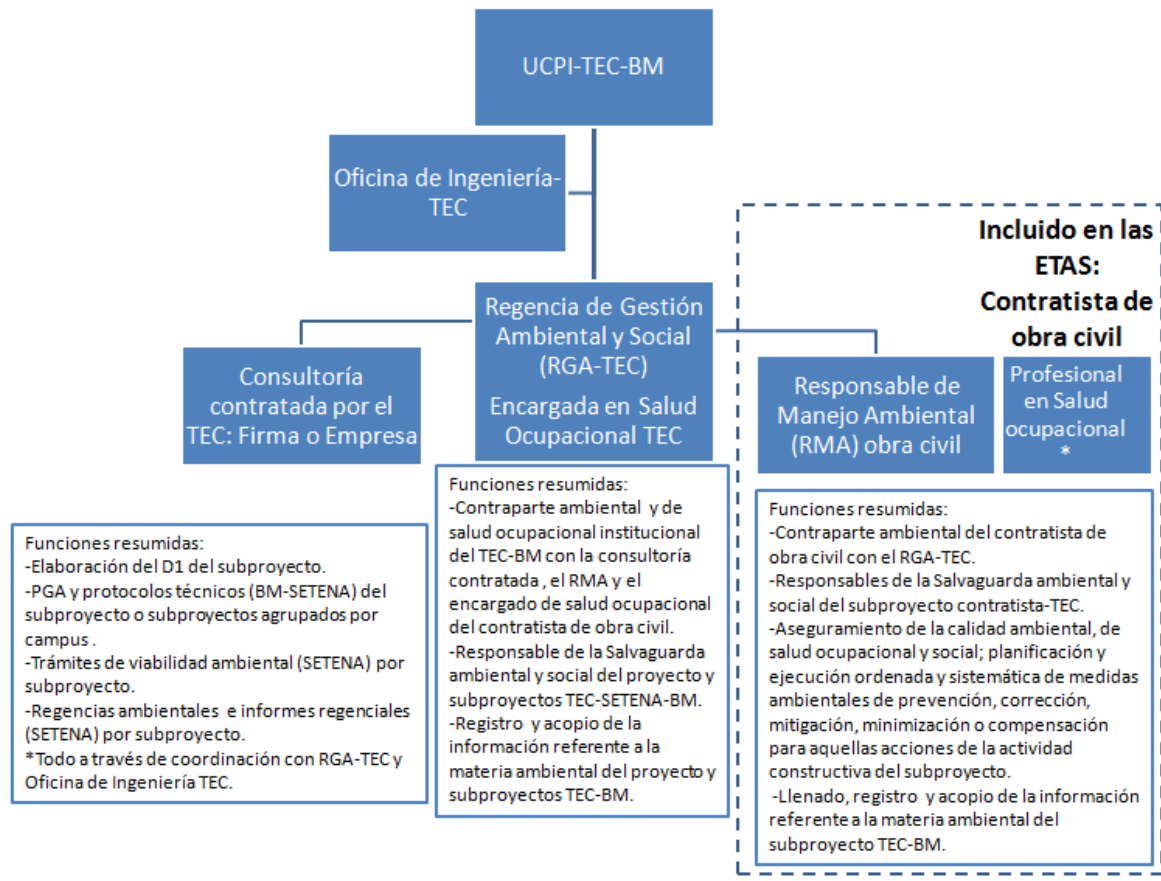 UCPI-TEC-BM
Oficina de Ingeniería-
TEC
Incluido en las
ETAS:
Contratista de
obra civil
Regencia de Gestión
Ambiental y Social
(RGA-TEC)
Encargada en Salud
Ocupacional TEC
Consultoría
contratada por el
TEC: Firma o Empresa
Responsable de
Manejo Ambiental
(RMA) obra civil
Profesional
en Salud
ocupacional
*
Funciones resumidas:
-Elaboración del D1 del subproyecto.
-PGA y protocolos técnicos (BM-SETENA) del
subproyecto o subproyectos agrupados por
campus .
-Trámites de viabilidad ambiental (SETENA) por
subproyecto.
-Regencias ambientales e informes regenciales
(SETENA) por subproyecto.
*Todo a través de coordinación con RGA-TEC y
Oficina de Ingeniería TEC.
Funciones resumidas:
-Contraparte ambiental y de
salud ocupacional institucional
del TEC-BM con la consultoría
contratada , el RMA y el
encargado de salud ocupacional
del contratista de obra civil.
-Responsable de la Salvaguarda
ambiental y social del proyecto y
subproyectos TEC-SETENA-BM.
-Registro y acopio de la
información referente a la
materia ambiental del proyecto y
subproyectos TEC-BM.
Funciones resumidas:
-Contraparte ambiental del contratista de
obra civil con el RGA-TEC.
-Responsables de la Salvaguarda ambiental y
social del subproyecto contratista-TEC.
-Aseguramiento de la calidad ambiental, de
salud ocupacional y social; planificación y
ejecución ordenada y sistemática de medidas
ambientales de prevención, corrección,
mitigación, minimización o compensación
para aquellas acciones de la actividad
constructiva del subproyecto.
-Llenado, registro y acopio de la información
referente a la materia ambiental del
subproyecto TEC-BM.